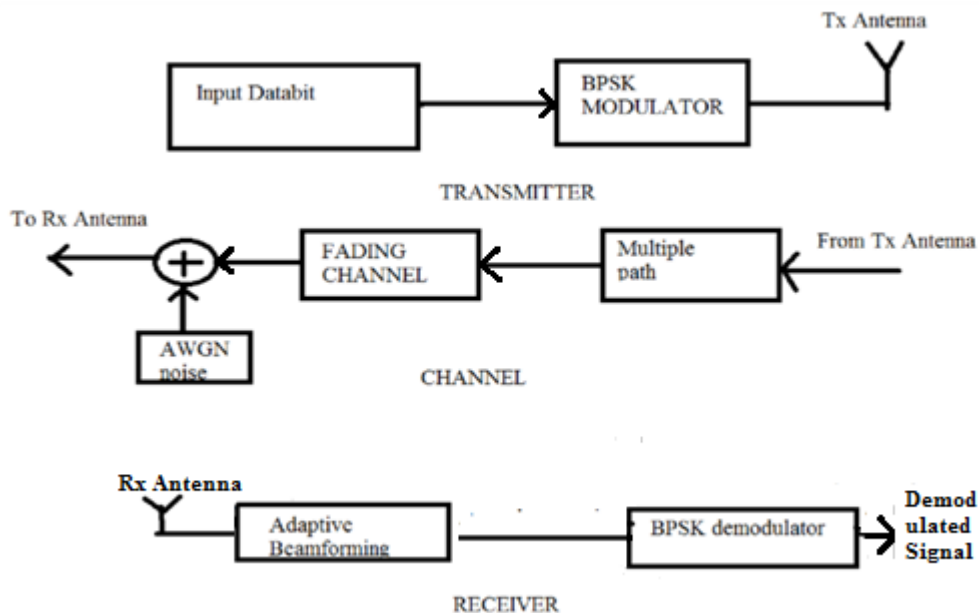 Tx Antenna
Input Databit
BPSK
MODULATOR
TRANSMITTER
To Rx Antenna
FADING
CHANNEL
Multiple
path
From Tx Antenna
AWGN
noise
CHANNEL
Rx Antenna
Adaptive
Beamforming
BPSK demodulator
Demod
ulated
Signal
RECEIVER